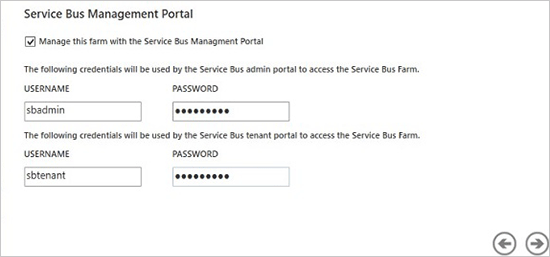 Service Bus Management Portal
Manage this farm with the Service Bus Managment Portal
The following credentials will be used by the Service Bus admin portal to access the Service Bus Farm.
USERNAME PASSWORD
sbadmin •••••••••
The following credentials will be used by the Service Bus tenant portal to access the Service Bus Farm.
USERNAME PASSWORD
sbtenant •••••••••